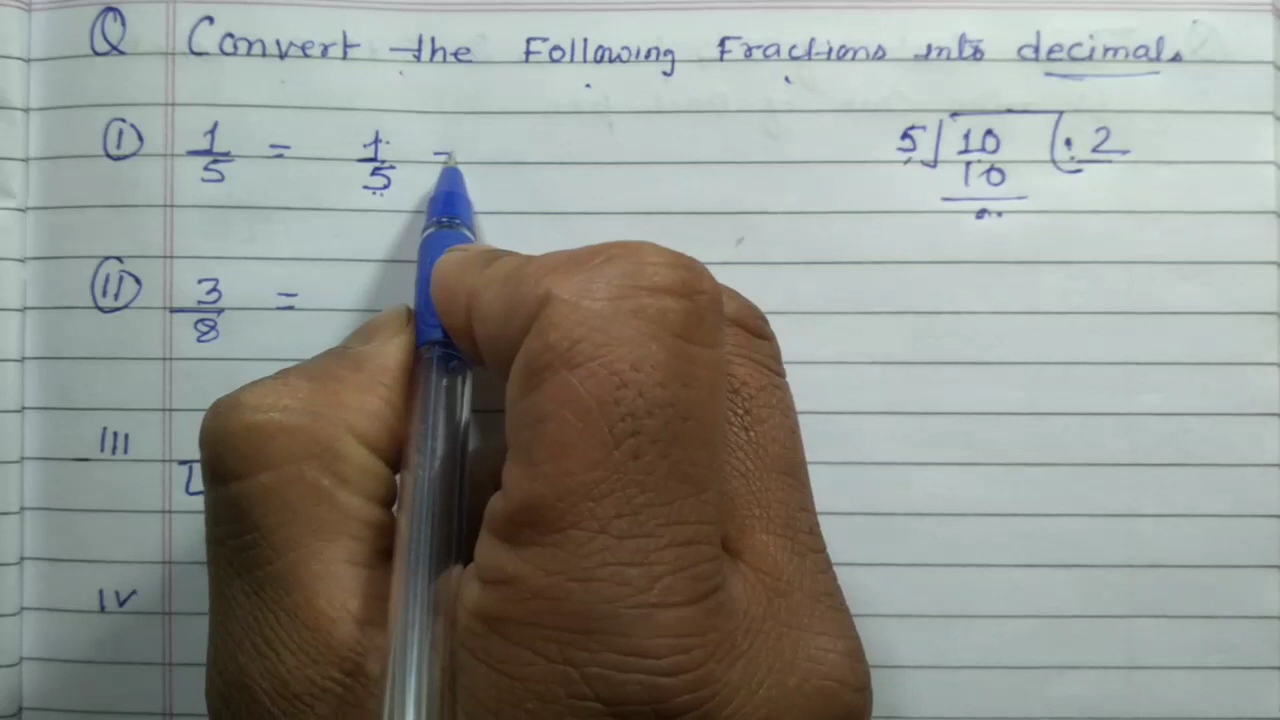 Q Convert the Following Fractions into decimals
I 1/5 = 1/5 =
5 10 .2
10
II 3/8 =
III
IV